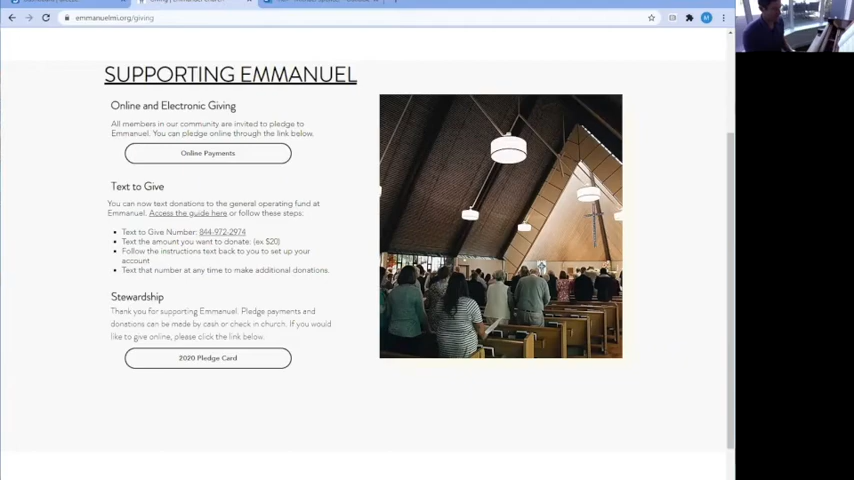 emmanuelmi.org/giving
SUPPORTING EMMANUEL
Online and Electronic Giving
All members in our community are invited to pledge to
Emmanuel. You can pledge online through the link below.
Online Payments
Text to Give
You can now text donations to the general operating fund at
Emmanuel. Access the guide here or follow these steps:
Text to Give Number: 844-972-2974
Text the amount you want to donate: (ex $20)
Follow the instructions text back to you to set up your
account
Text that number at any time to make additional donations.
Stewardship
Thank you for supporting Emmanuel. Pledge payments and
donations can be made by cash or check in church. If you would
like to give online, please click the link below.
2020 Pledge Card